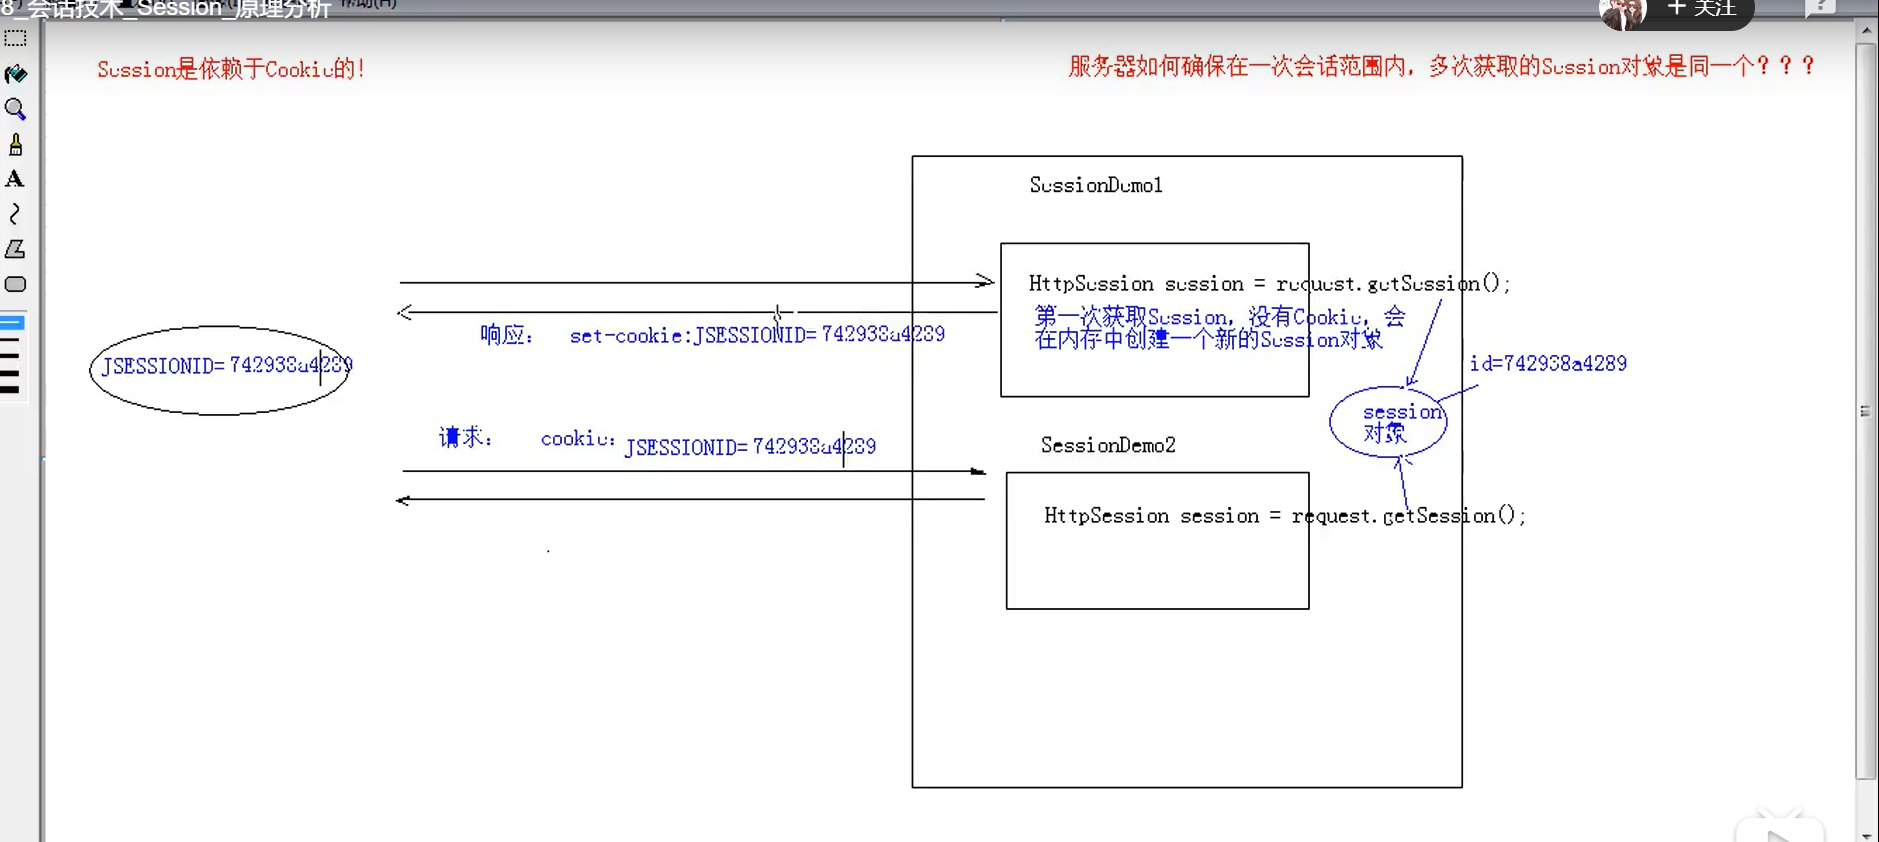 8_会话技术_Session_原理分析
帮助(H)
+ 关注
Session是依赖于Cookie的!
服务器如何确保在一次会话范围内，多次获取的Session对象是同一个？？？
SessionDemo1
HttpSession session = request.getSession();
第一次获取Session，没有Cookie，会
在内存中创建一个新的Session对象
响应： set-cookie:JSESSIONID=742938a4289
JSESSIONID=742938a4289
id=742938a4289
session
对象
请求： cookie：JSESSIONID=742938a4289
SessionDemo2
HttpSession session = request.getSession();